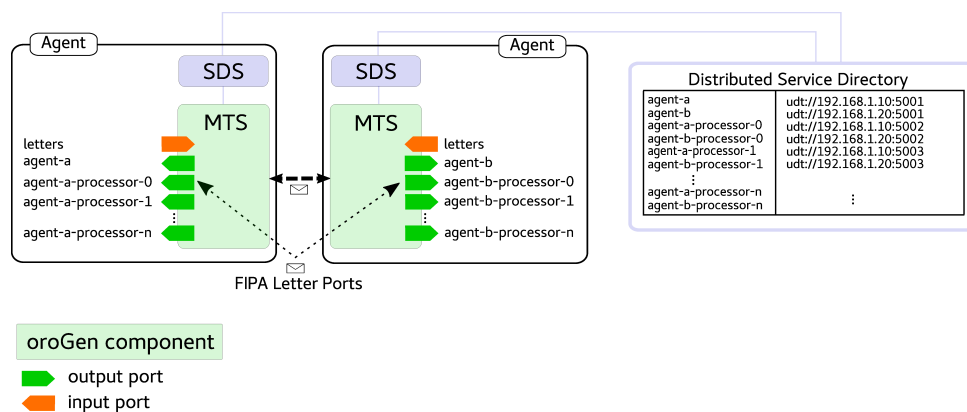 Agent
SDS
MTS
letters
agent-a
agent-a-processor-0
agent-a-processor-1
agent-a-processor-n
Agent
SDS
MTS
letters
agent-b
agent-b-processor-0
agent-b-processor-1
agent-b-processor-n
FIPA Letter Ports
Distributed Service Directory
agent-a udt://192.168.1.10:5001
agent-b udt://192.168.1.20:5001
agent-a-processor-0 udt://192.168.1.10:5002
agent-b-processor-0 udt://192.168.1.20:5002
agent-a-processor-1 udt://192.168.1.10:5003
agent-b-processor-1 udt://192.168.1.20:5003
agent-a-processor-n
agent-b-processor-n
oroGen component
output port
input port